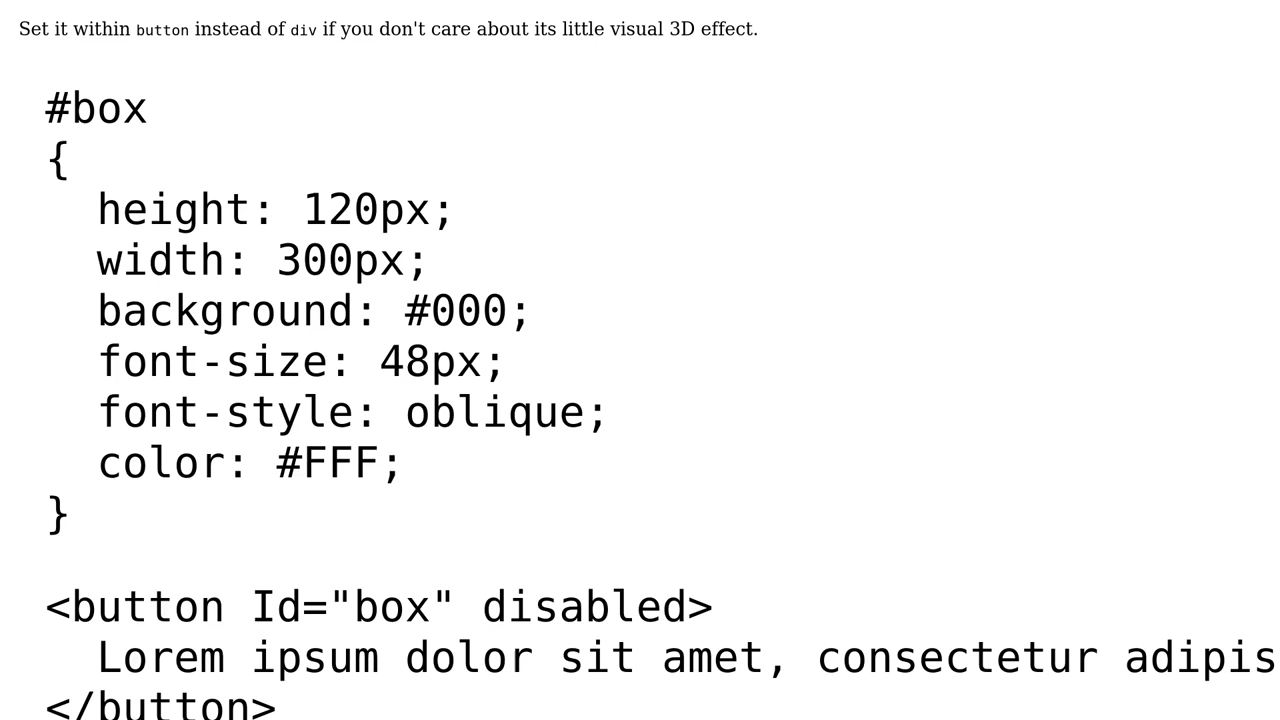 Set it within button instead of div if you don't care about its little visual 3D effect.
#box
{
  height: 120px;
  width: 300px;
  background: #000;
  font-size: 48px;
  font-style: oblique;
  color: #FFF;
}
<button Id="box" disabled>
  Lorem ipsum dolor sit amet, consectetur adipis
</button>